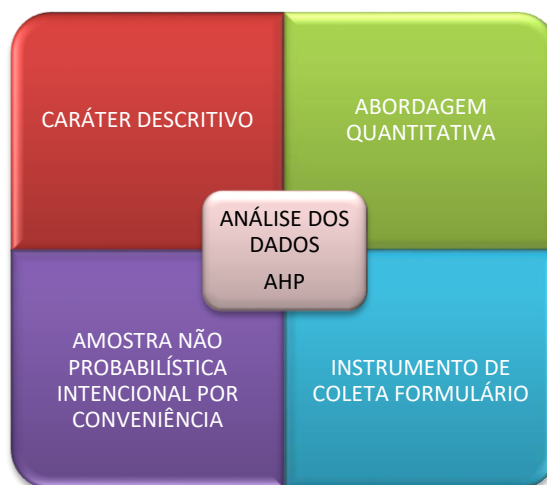 CARÁTER DESCRITIVO
ABORDAGEM
QUANTITATIVA
ANÁLISE DOS
DADOS
AHP
AMOSTRA NÃO
PROBABILÍSTICA
INTENCIONAL POR
CONVENIÊNCIA
INSTRUMENTO DE
COLETA FORMULÁRIO